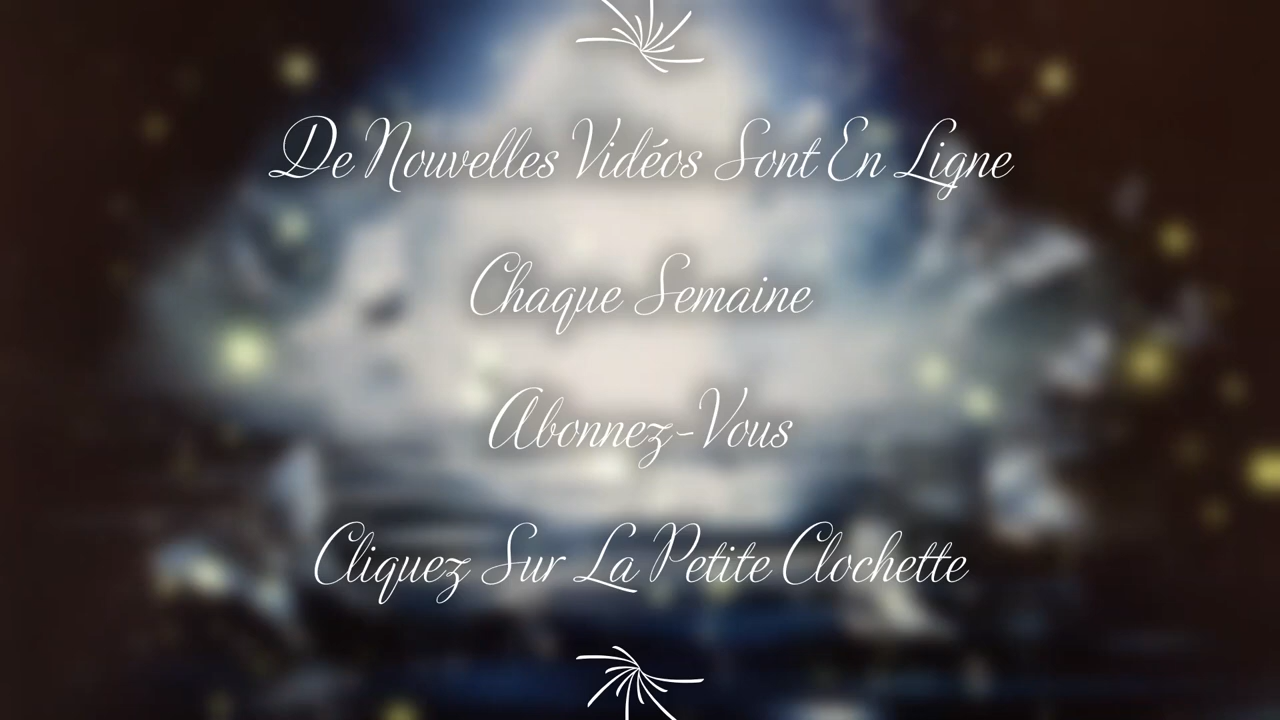 De Nouvelles Vidéos Sont En Ligne
Chaque Semaine
Abonnez-Vous
Cliquez Sur La Petite Clochette